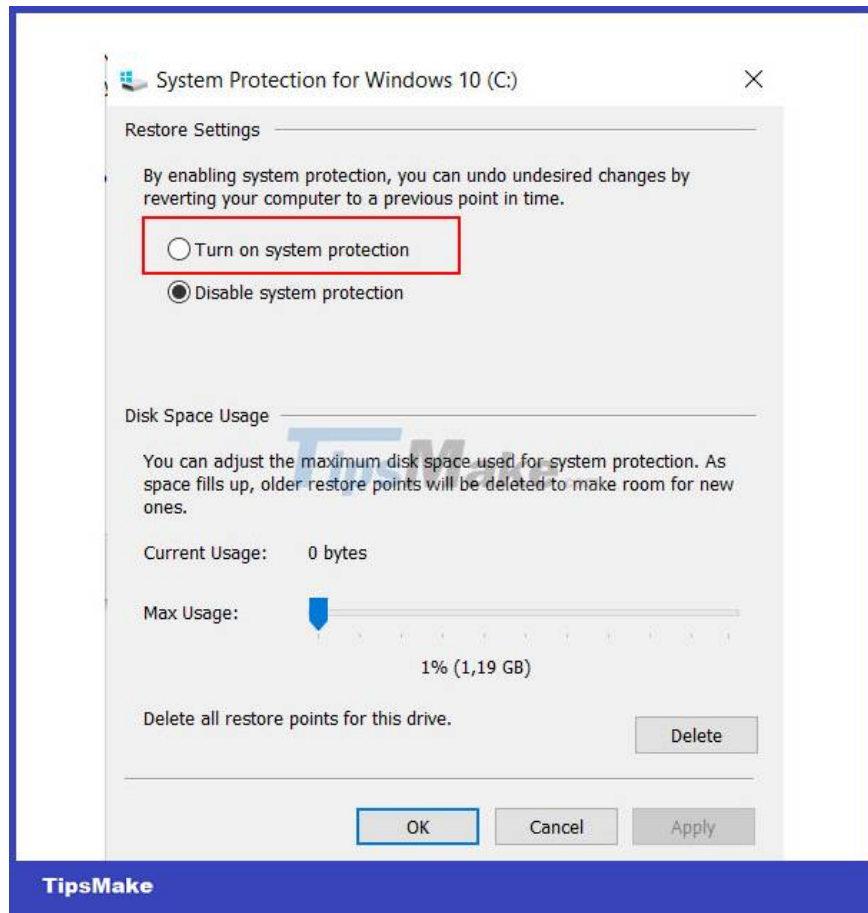 System Protection for Windows 10 (C:)
Restore Settings
By enabling system protection, you can undo undesired changes by
reverting your computer to a previous point in time.
Turn on system protection
Disable system protection
Disk Space Usage
TipsMake.com
You can adjust the maximum disk space used for system protection. As
space fills up, older restore points will be deleted to make room for new
ones.
Current Usage: 0 bytes
Max Usage:
1% (1,19 GB)
Delete all restore points for this drive.
Delete
OK Cancel Apply
TipsMake